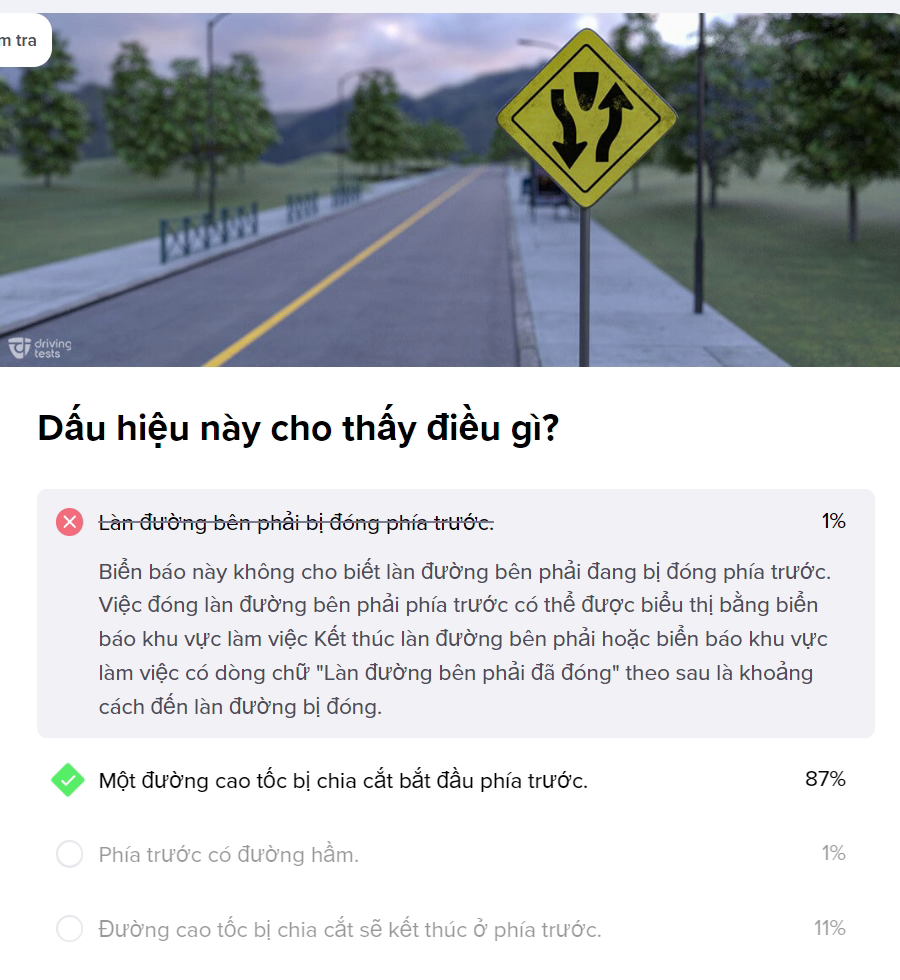 m tra
driving
tests
Dấu hiệu này cho thấy điều gì?
Làn đường bên phải bị đóng phía trước. 1%
Biển báo này không cho biết làn đường bên phải đang bị đóng phía trước.
Việc đóng làn đường bên phải phía trước có thể được biểu thị bằng biển
báo khu vực làm việc Kết thúc làn đường bên phải hoặc biển báo khu vực
làm việc có dòng chữ "Làn đường bên phải đã đóng" theo sau là khoảng
cách đến làn đường bị đóng.
Một đường cao tốc bị chia cắt bắt đầu phía trước. 87%
Phía trước có đường hầm. 1%
Đường cao tốc bị chia cắt sẽ kết thúc ở phía trước. 11%